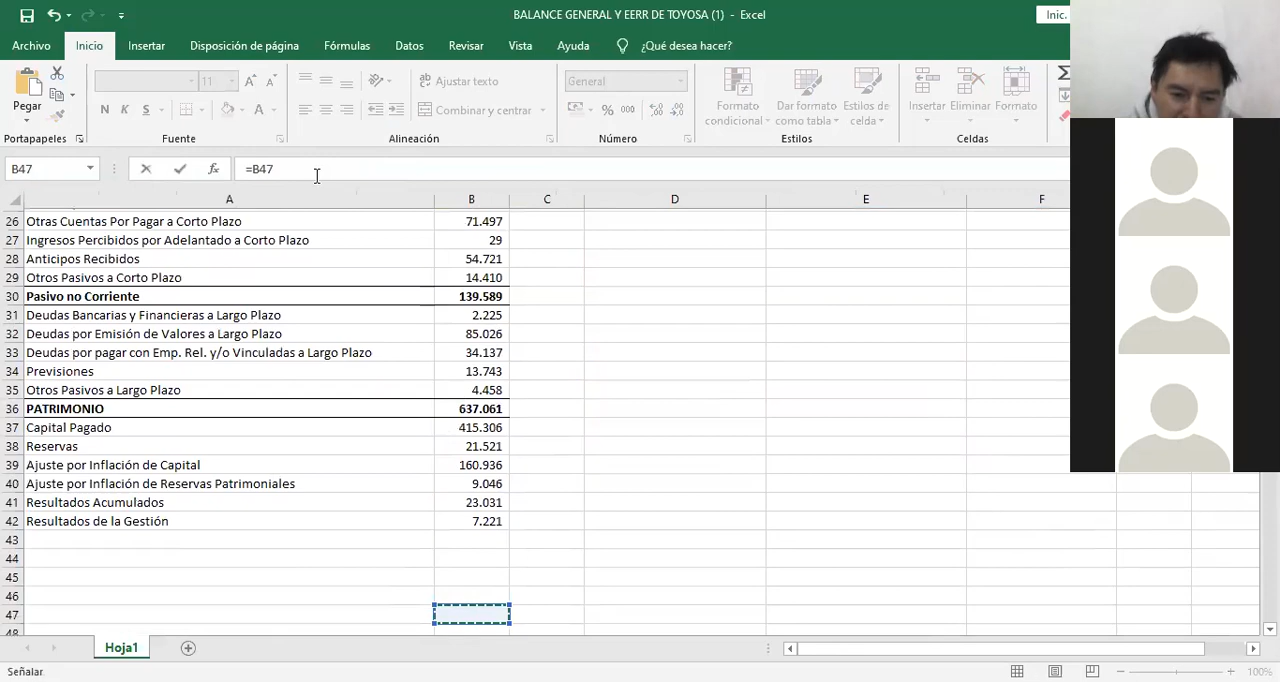 BALANCE GENERAL Y EERR DE TOYOSA (1) - Excel
Inic.
Archivo Inicio Insertar Disposición de página Fórmulas Datos Revisar Vista Ayuda ¿Qué desea hacer?
Pegar
11
N K S
A
Ajustar texto
Combinar y centrar
General
% 000
Formato condicional
Dar formato como tabla
Estilos de celda
Insertar Eliminar Formato
Portapapeles Fuente Alineación Número Estilos Celdas
B47 fx =B47
A B C D E F
26 Otras Cuentas Por Pagar a Corto Plazo 71.497
27 Ingresos Percibidos por Adelantado a Corto Plazo 29
28 Anticipos Recibidos 54.721
29 Otros Pasivos a Corto Plazo 14.410
30 Pasivo no Corriente 139.589
31 Deudas Bancarias y Financieras a Largo Plazo 2.225
32 Deudas por Emisión de Valores a Largo Plazo 85.026
33 Deudas por pagar con Emp. Rel. y/o Vinculadas a Largo Plazo 34.137
34 Previsiones 13.743
35 Otros Pasivos a Largo Plazo 4.458
36 PATRIMONIO 637.061
37 Capital Pagado 415.306
38 Reservas 21.521
39 Ajuste por Inflación de Capital 160.936
40 Ajuste por Inflación de Reservas Patrimoniales 9.046
41 Resultados Acumulados 23.031
42 Resultados de la Gestión 7.221
43
44
45
46
47
48
Hoja1
Señalar
100%